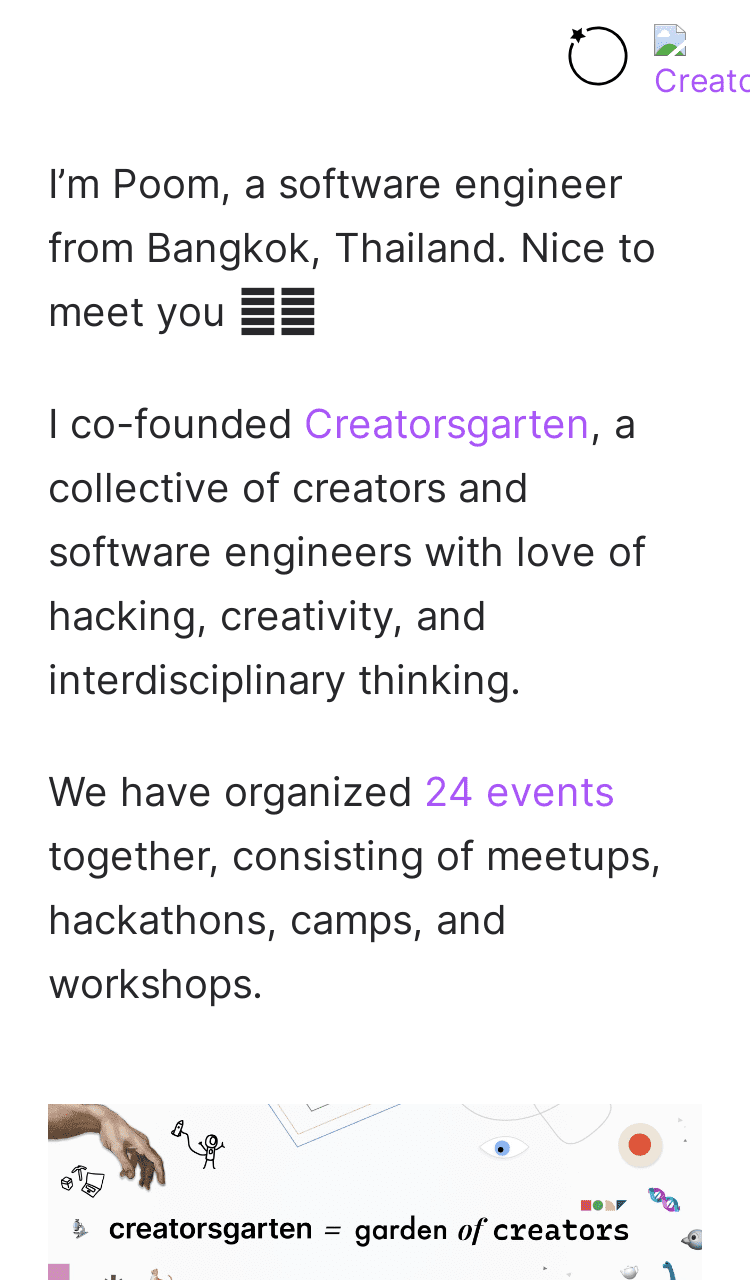 Creato
I’m Poom, a software engineer
from Bangkok, Thailand. Nice to
meet you
I co-founded Creatorsgarten, a
collective of creators and
software engineers with love of
hacking, creativity, and
interdisciplinary thinking.
We have organized 24 events
together, consisting of meetups,
hackathons, camps, and
workshops.
creatorsgarten = garden of creators